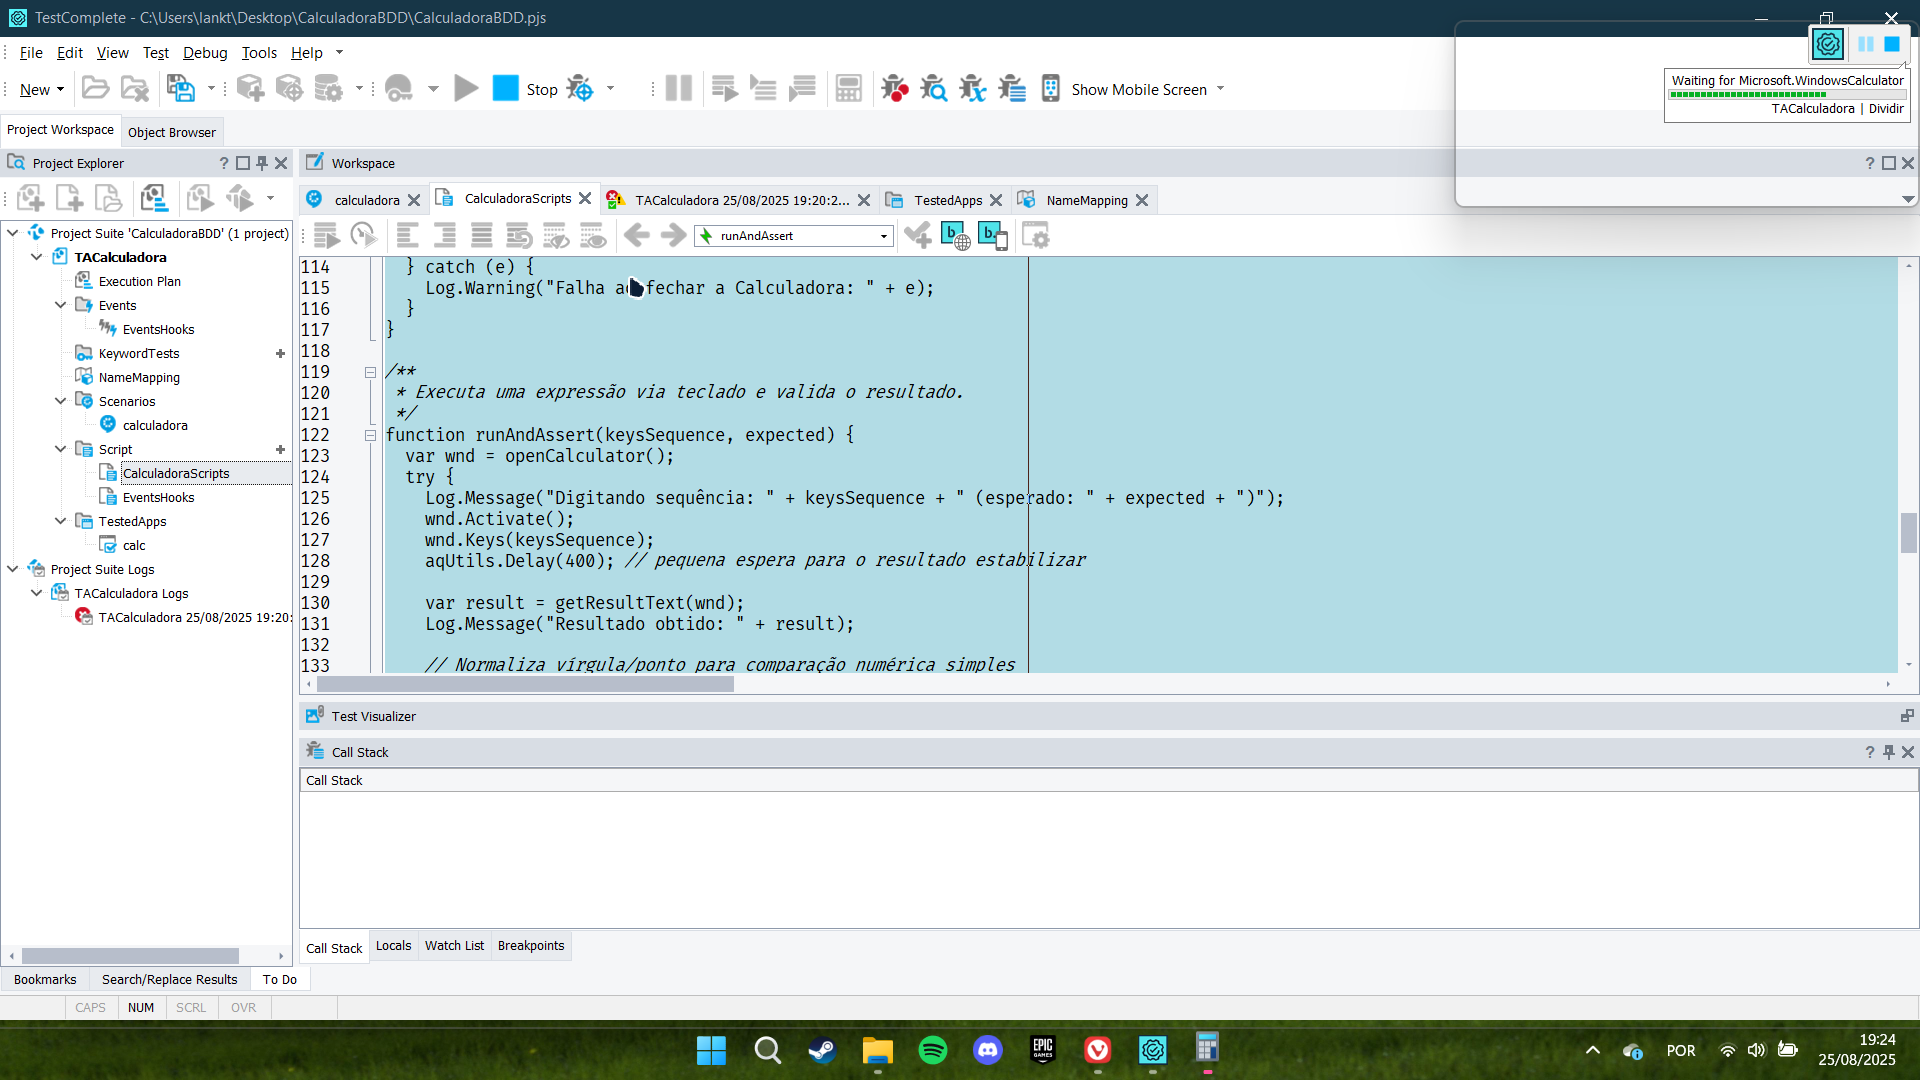 TestComplete - C:\Users\lankt\Desktop\CalculadoraBDD\CalculadoraBDD.pjs
File Edit View Test Debug Tools Help
New
Stop
Show Mobile Screen
Waiting for Microsoft.WindowsCalculator
TACalculadora | Dividir
Project Workspace
Object Browser
Project Explorer
?
Workspace
?
calculadora
CalculadoraScripts
TACalculadora 25/08/2025 19:20:2...
TestedApps
NameMapping
runAndAssert
Project Suite 'CalculadoraBDD' (1 project)
TACalculadora
Execution Plan
Events
EventsHooks
KeywordTests
NameMapping
Scenarios
calculadora
Script
CalculadoraScripts
EventsHooks
TestedApps
calc
Project Suite Logs
TACalculadora Logs
TACalculadora 25/08/2025 19:20:
114 } catch (e) {
115 Log.Warning("Falha ao fechar a Calculadora: " + e);
116 }
117 }
118
119 /**
120 * Executa uma expressão via teclado e valida o resultado.
121 */
122 function runAndAssert(keysSequence, expected) {
123 var wnd = openCalculator();
124 try {
125 Log.Message("Digitando sequência: " + keysSequence + " (esperado: " + expected + ")");
126 wnd.Activate();
127 wnd.Keys(keysSequence);
128 aqUtils.Delay(400); // pequena espera para o resultado estabilizar
129
130 var result = getResultText(wnd);
131 Log.Message("Resultado obtido: " + result);
132
133 // Normaliza vírgula/ponto para comparação numérica simples
Test Visualizer
Call Stack
?
Call Stack
Call Stack
Locals
Watch List
Breakpoints
Bookmarks
Search/Replace Results
To Do
CAPS NUM SCRL OVR
EPIC GAMES
POR
19:24
25/08/2025